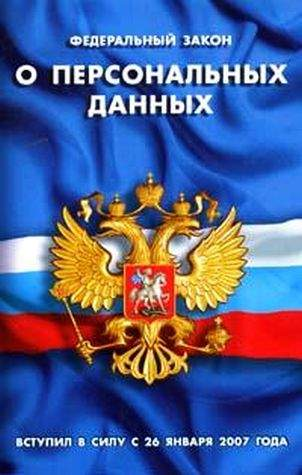 ФЕДЕРАЛЬНЫЙ ЗАКОН
О ПЕРСОНАЛЬНЫХ
ДАННЫХ
ВСТУПИЛ В СИЛУ С 26 ЯНВАРЯ 2007 ГОДА